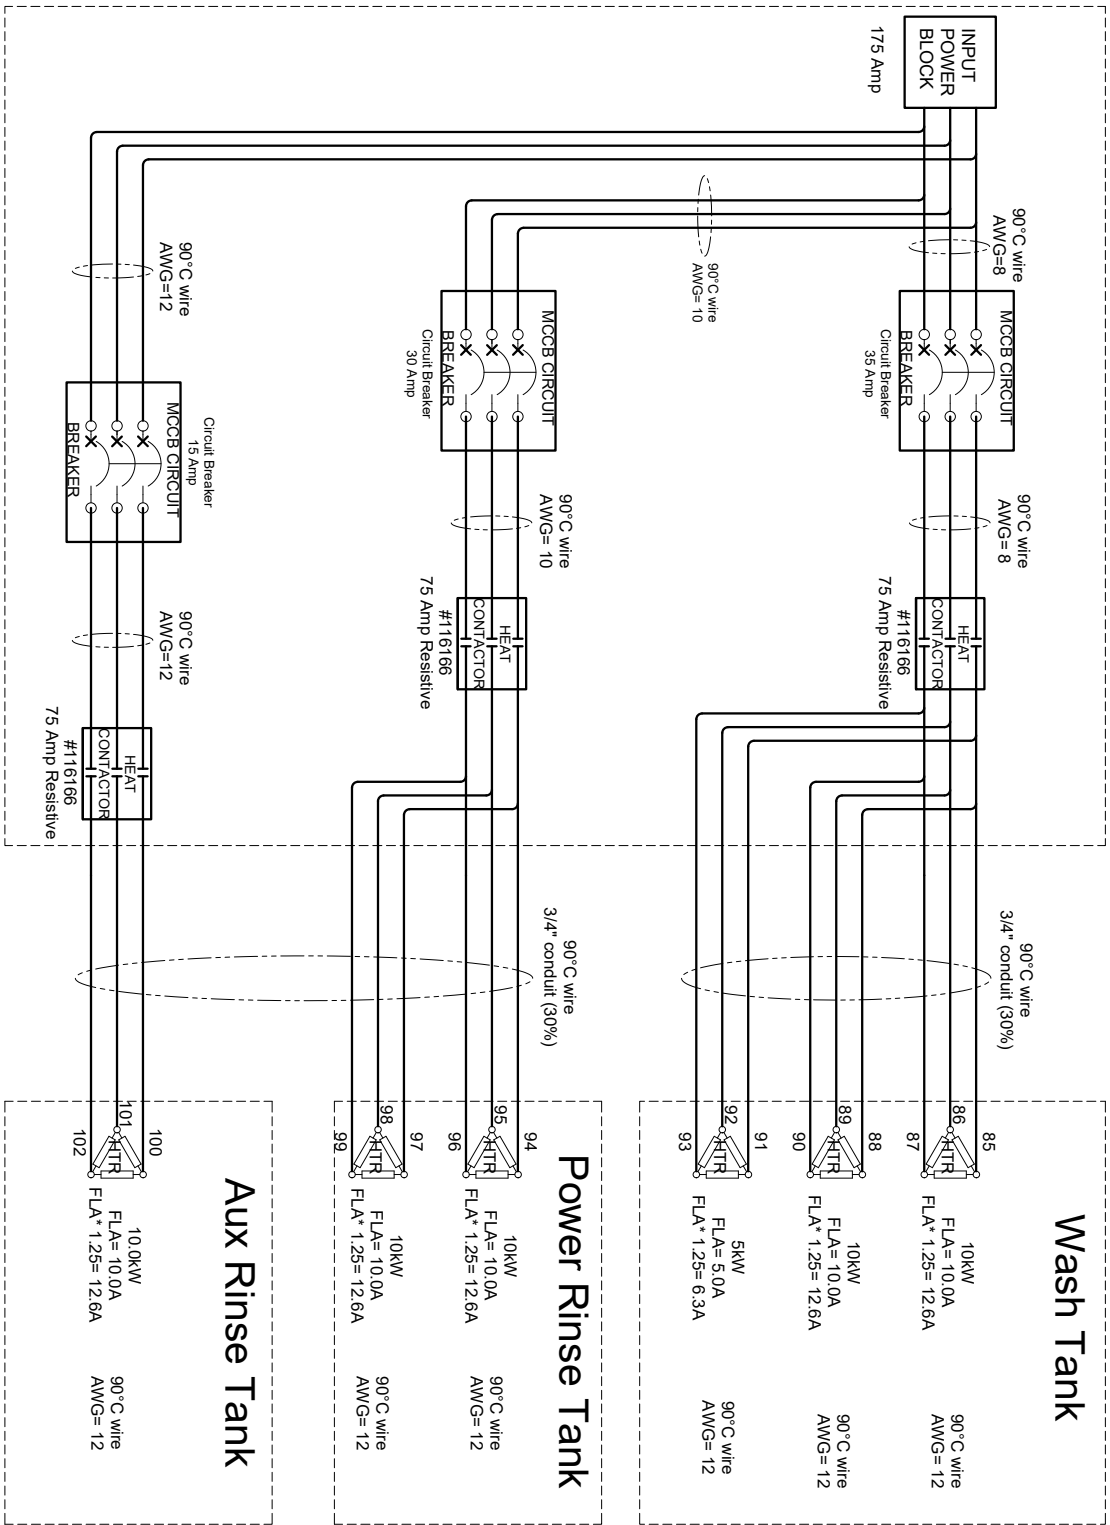 INPUT
POWER
BLOCK
175 Amp
90°C wire
AWG=8
MCCB CIRCUIT
BREAKER
Circuit Breaker
35 Amp
90°C wire
AWG= 8
HEAT
CONTACTOR
#116166
75 Amp Resistive
90°C wire
3/4" conduit (30%)
Wash Tank
85
86
87
HTR
10kW
FLA= 10.0A
FLA* 1.25= 12.6A
90°C wire
AWG= 12
88
89
90
HTR
10kW
FLA= 10.0A
FLA* 1.25= 12.6A
90°C wire
AWG= 12
91
92
93
HTR
5kW
FLA= 5.0A
FLA* 1.25= 6.3A
90°C wire
AWG= 12
90°C wire
AWG= 10
MCCB CIRCUIT
BREAKER
Circuit Breaker
30 Amp
90°C wire
AWG= 10
HEAT
CONTACTOR
#116166
75 Amp Resistive
90°C wire
3/4" conduit (30%)
Power Rinse Tank
94
95
96
HTR
10kW
FLA= 10.0A
FLA* 1.25= 12.6A
90°C wire
AWG= 12
97
98
99
HTR
10kW
FLA= 10.0A
FLA* 1.25= 12.6A
90°C wire
AWG= 12
90°C wire
AWG=12
Circuit Breaker
15 Amp
MCCB CIRCUIT
BREAKER
90°C wire
AWG=12
HEAT
CONTACTOR
#116166
75 Amp Resistive
Aux Rinse Tank
100
101
102
HTR
10.0kW
FLA= 10.0A
FLA* 1.25= 12.6A
90°C wire
AWG= 12